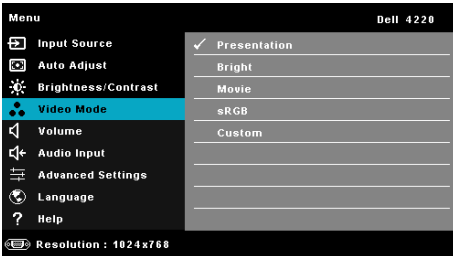 Menu Dell 4220
Input Source
Auto Adjust
Brightness/Contrast
Video Mode
Volume
Audio Input
Advanced Settings
Language
? Help
Presentation
Bright
Movie
sRGB
Custom
Resolution : 1024x768